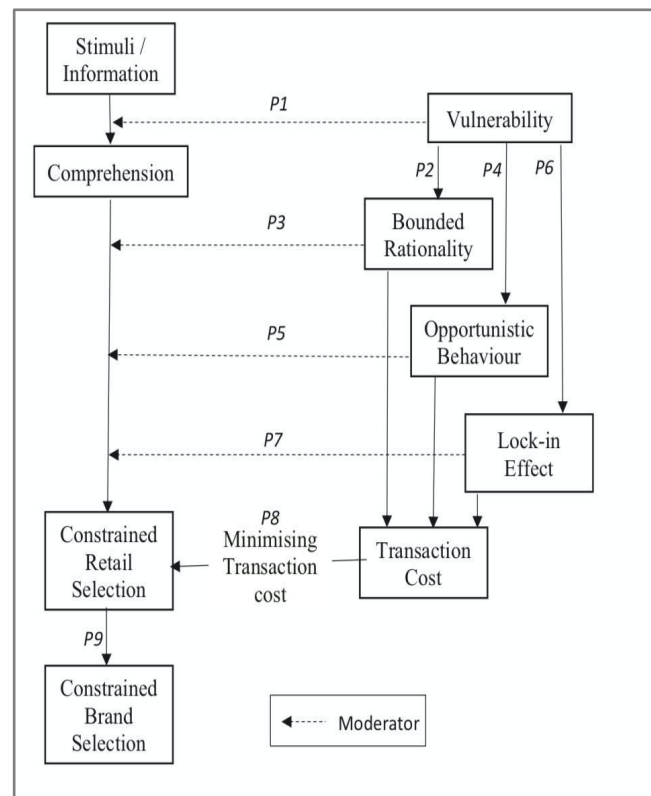 Stimuli /
Information
P1
Vulnerability
Comprehension
P2
P4
P6
P3
Bounded
Rationality
P5
Opportunistic
Behaviour
P7
Lock-in
Effect
P8
Minimising
Transaction
cost
Constrained
Retail
Selection
Transaction
Cost
P9
Constrained
Brand
Selection
Moderator